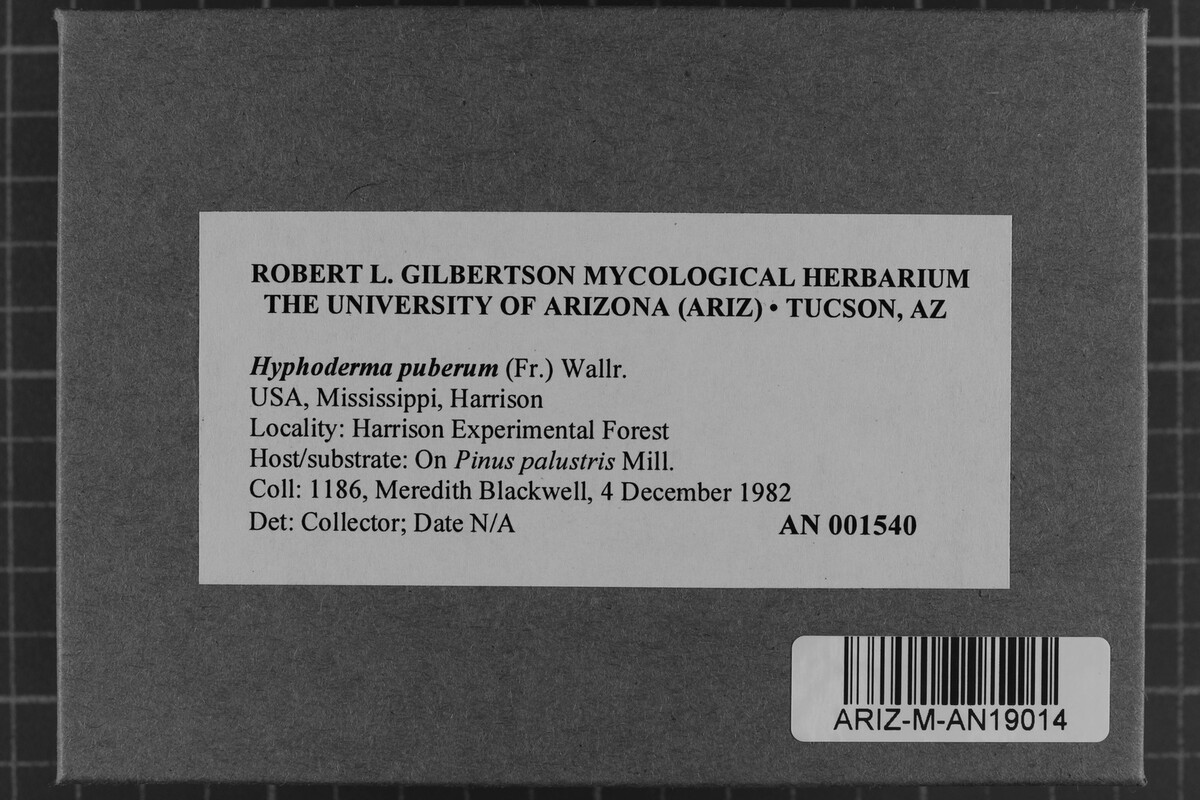 ROBERT L. GILBERTSON MYCOLOGICAL HERBARIUM
THE UNIVERSITY OF ARIZONA (ARIZ) • TUCSON, AZ
Hyphoderma puberum (Fr.) Wallr.
USA, Mississippi, Harrison
Locality: Harrison Experimental Forest
Host/substrate: On Pinus palustris Mill.
Coll: 1186, Meredith Blackwell, 4 December 1982
Det: Collector; Date N/A AN 001540
ARIZ-M-AN19014